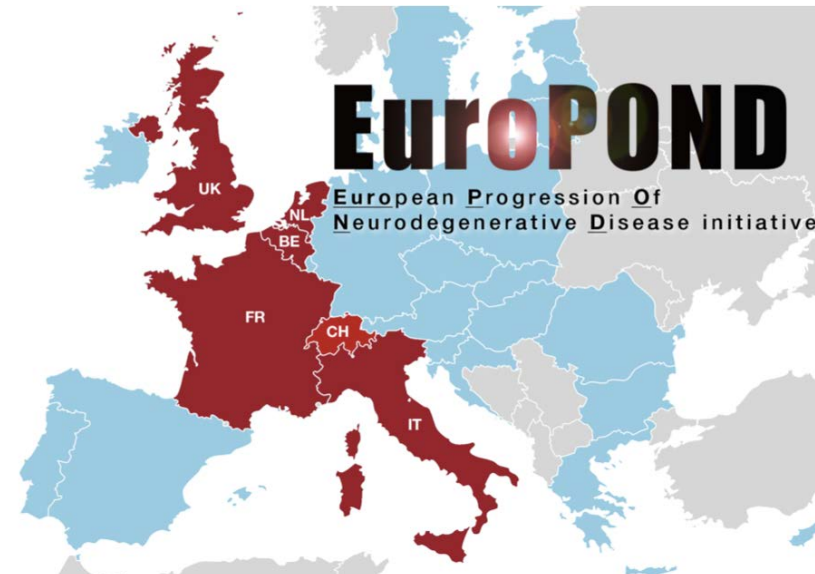 EuroPOND
European Progression Of
Neurodegenerative Disease initiative
UK
NL
BE
FR
CH
IT